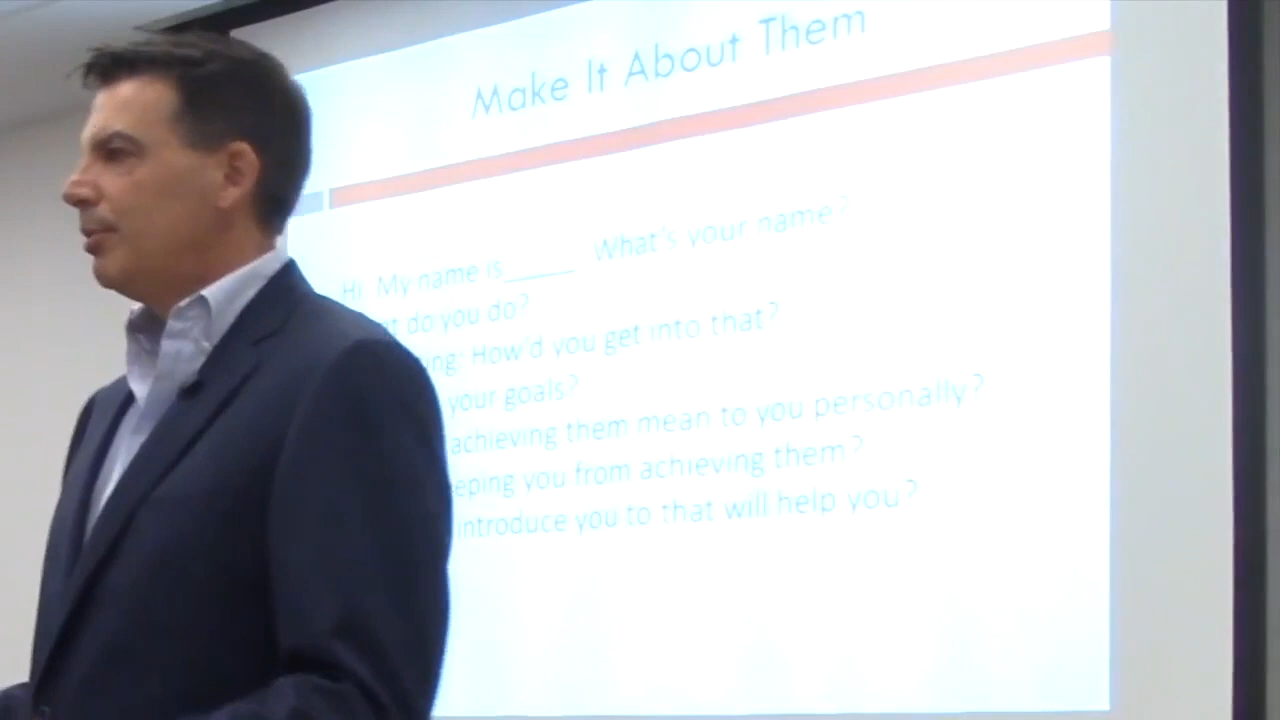 Make It About Them
Hi. My name is______ What's your name?
do you do?
How'd you get into that?
your goals?
achieving them mean to you personally?
you from achieving them?
introduce you to that will help you?